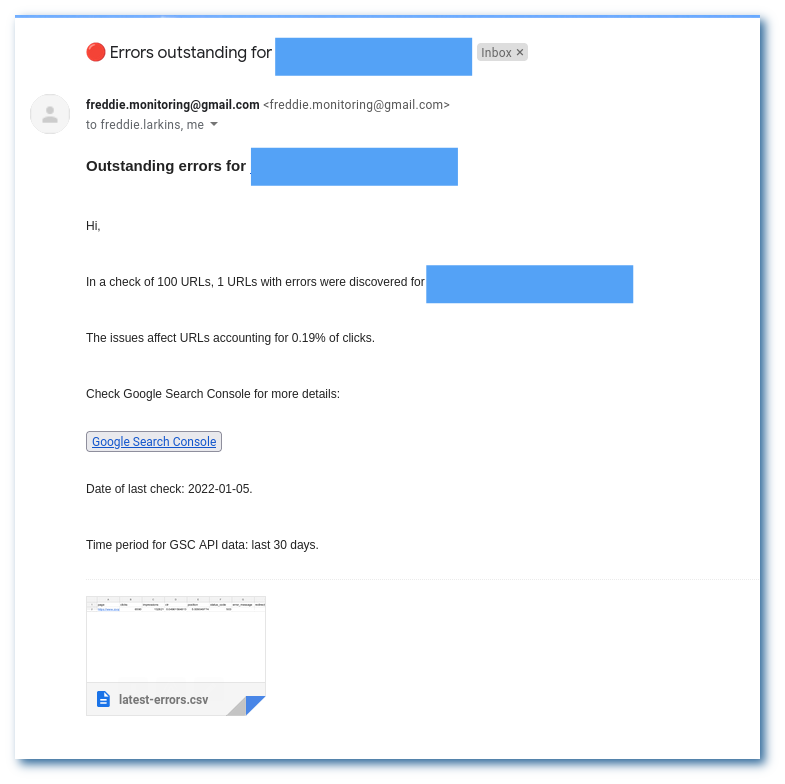 Errors outstanding for
Inbox ✕
freddie.monitoring@gmail.com <freddie.monitoring@gmail.com>
to freddie.larkins, me
Outstanding errors for
Hi,
In a check of 100 URLs, 1 URLs with errors were discovered for
The issues affect URLs accounting for 0.19% of clicks.
Check Google Search Console for more details:
Google Search Console
Date of last check: 2022-01-05.
Time period for GSC API data: last 30 days.
latest-errors.csv